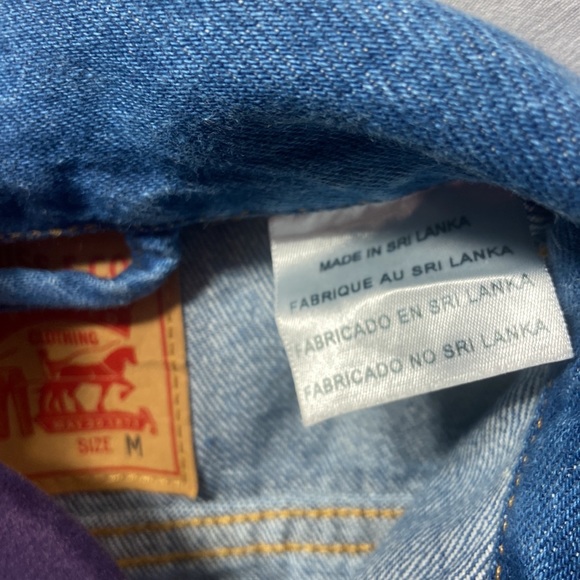 CLOTHING
SIZE M
MADE IN SRI LANKA
FABRIQUE AU SRI LANKA
FABRICADO EN SRI LANKA
FABRICADO NO SRI LANKA